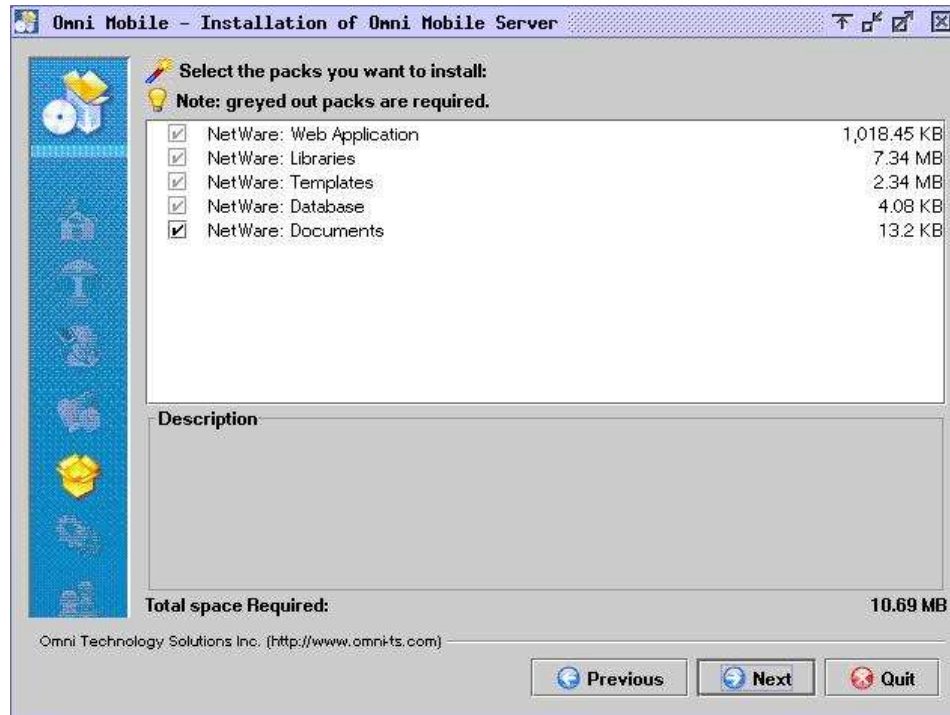 Omni Mobile - Installation of Omni Mobile Server
Select the packs you want to install:
Note: greyed out packs are required.
NetWare: Web Application 1,018.45 KB
NetWare: Libraries 7.34 MB
NetWare: Templates 2.34 MB
NetWare: Database 4.08 KB
NetWare: Documents 13.2 KB
Description
Total space Required: 10.69 MB
Omni Technology Solutions Inc. (http://www.omni-ts.com)
Previous Next Quit